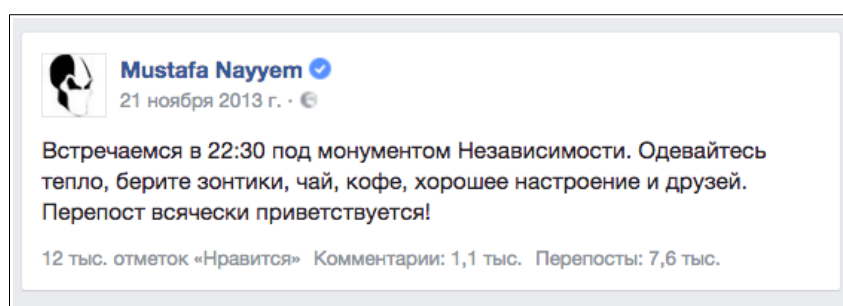 Mustafa Nayyem
21 ноября 2013 г. ·
Встречаемся в 22:30 под монументом Независимости. Одевайтесь
тепло, берите зонтики, чай, кофе, хорошее настроение и друзей.
Перепост всячески приветствуется!
12 тыс. отметок «Нравится» Комментарии: 1,1 тыс. Перепосты: 7,6 тыс.